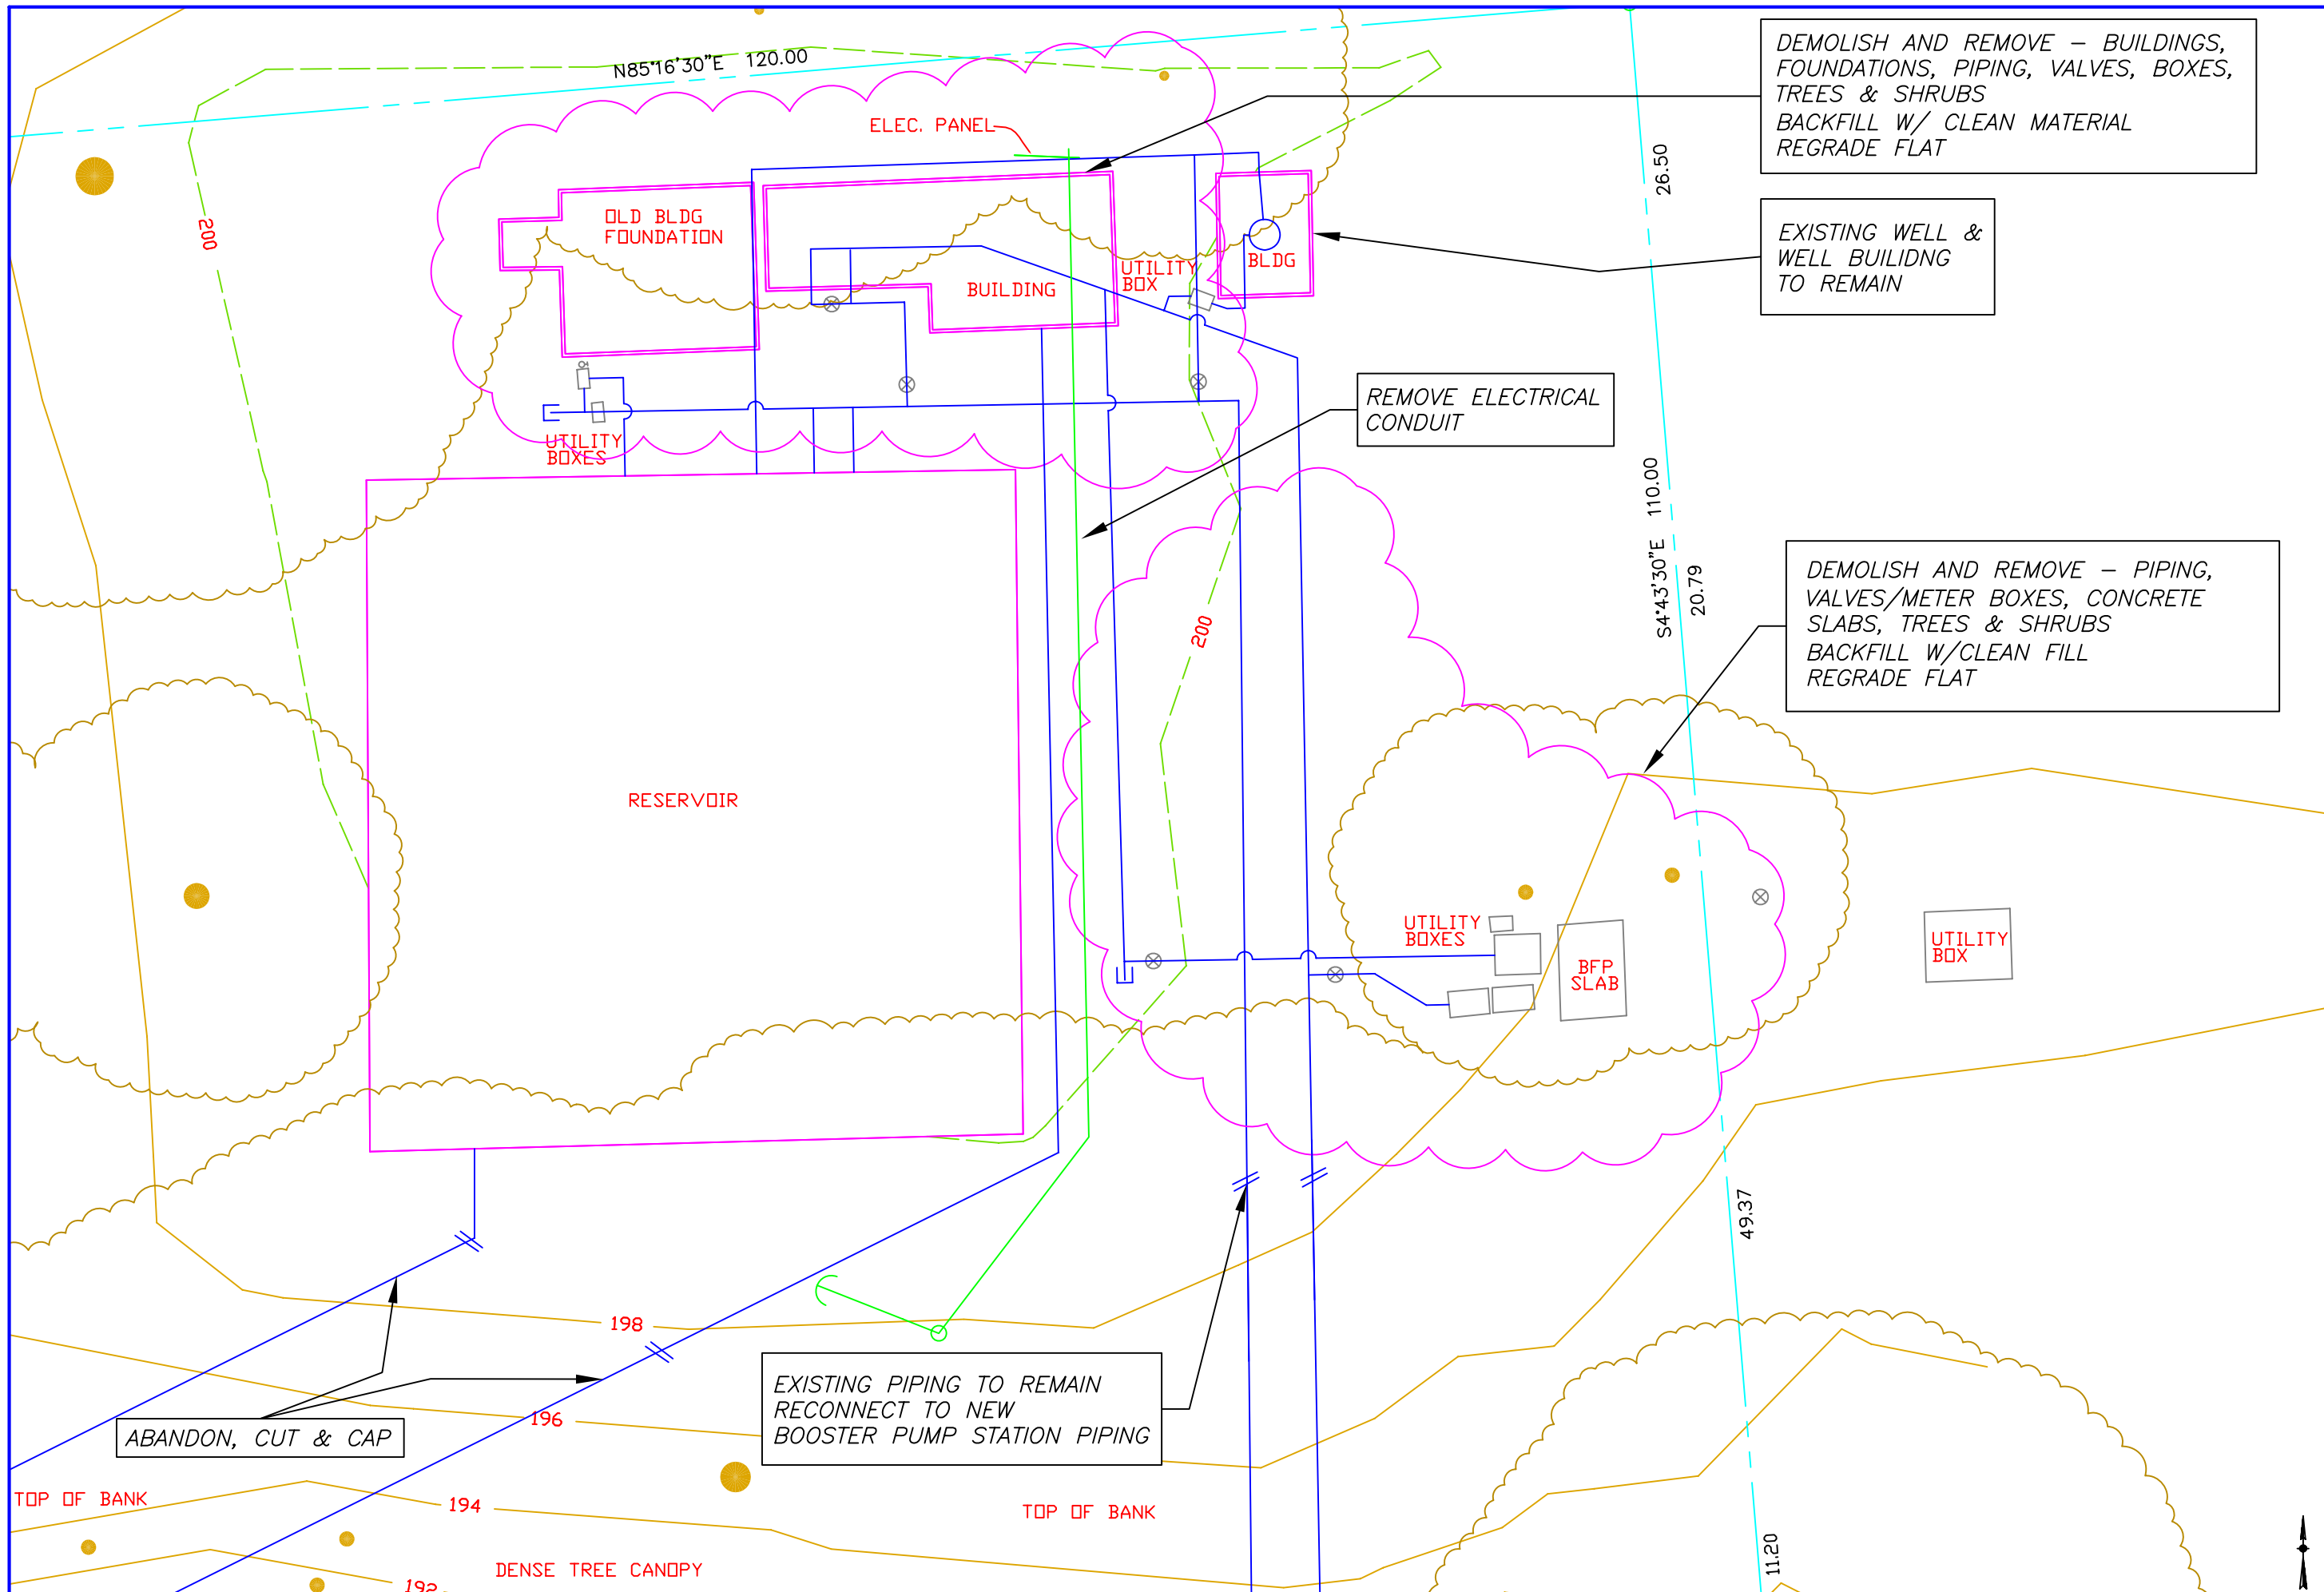 N85°16'30"E 120.00
DEMOLISH AND REMOVE – BUILDINGS,
FOUNDATIONS, PIPING, VALVES, BOXES,
TREES & SHRUBS
BACKFILL W/ CLEAN MATERIAL
REGRADE FLAT
ELEC. PANEL
26.50
200
OLD BLDG
FOUNDATION
EXISTING WELL &
WELL BUILIDNG
TO REMAIN
UTILITY
BOX
BLDG
BUILDING
REMOVE ELECTRICAL
CONDUIT
UTILITY
BOXES
S4°43'30"E 110.00
20.79
DEMOLISH AND REMOVE – PIPING,
VALVES/METER BOXES, CONCRETE
SLABS, TREES & SHRUBS
BACKFILL W/CLEAN FILL
REGRADE FLAT
200
RESERVOIR
UTILITY
BOXES
BFP
SLAB
UTILITY
BOX
49.37
198
EXISTING PIPING TO REMAIN
RECONNECT TO NEW
BOOSTER PUMP STATION PIPING
196
ABANDON, CUT & CAP
TOP OF BANK
194
TOP OF BANK
11.20
DENSE TREE CANOPY
192